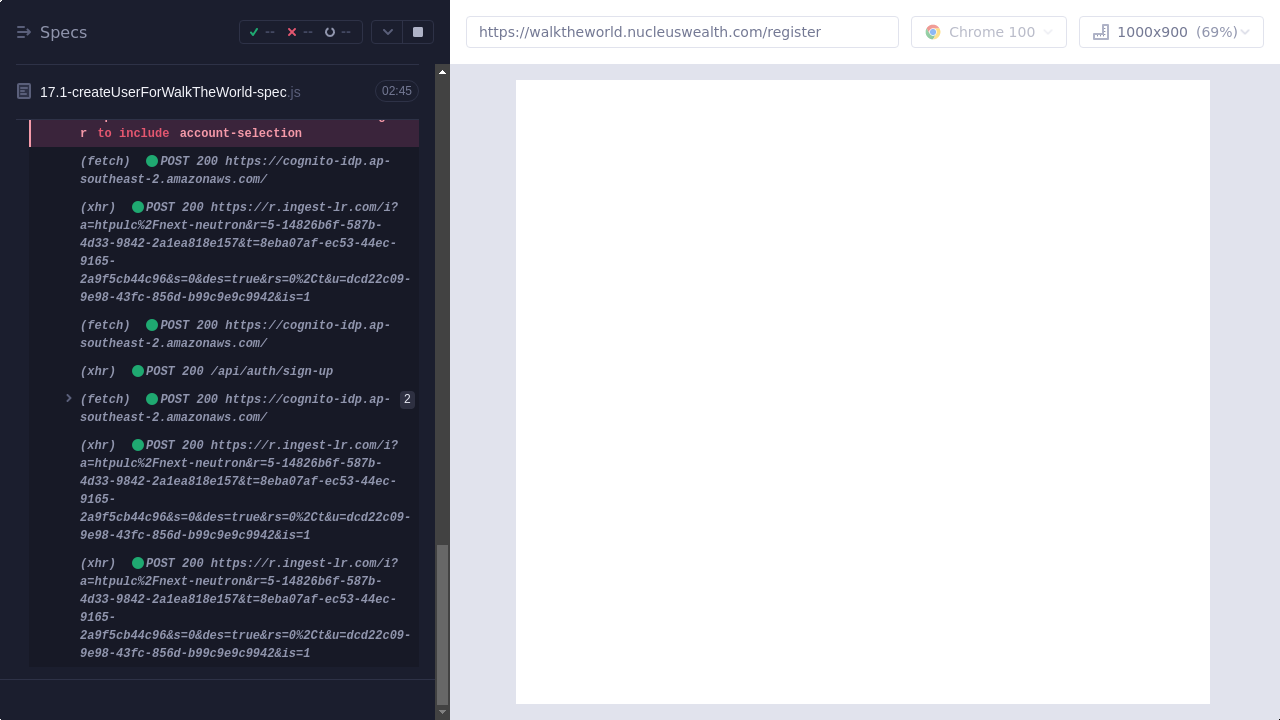 Specs
-- -- --
https://walktheworld.nucleuswealth.com/register
Chrome 100
1000x900 (69%)
17.1-createUserForWalkTheWorld-spec.js
02:45
r to include account-selection
(fetch) POST 200 https://cognito-idp.ap-
southeast-2.amazonaws.com/
(xhr) POST 200 https://r.ingest-lr.com/i?
a=htpulc%2Fnext-neutron&r=5-14826b6f-587b-
4d33-9842-2a1ea818e157&t=8eba07af-ec53-44ec-
9165-
2a9f5cb44c96&s=0&des=true&rs=0%2Ct&u=dcd22c09-
9e98-43fc-856d-b99c9e9c9942&is=1
(fetch) POST 200 https://cognito-idp.ap-
southeast-2.amazonaws.com/
(xhr) POST 200 /api/auth/sign-up
(fetch) POST 200 https://cognito-idp.ap- 2
southeast-2.amazonaws.com/
(xhr) POST 200 https://r.ingest-lr.com/i?
a=htpulc%2Fnext-neutron&r=5-14826b6f-587b-
4d33-9842-2a1ea818e157&t=8eba07af-ec53-44ec-
9165-
2a9f5cb44c96&s=0&des=true&rs=0%2Ct&u=dcd22c09-
9e98-43fc-856d-b99c9e9c9942&is=1
(xhr) POST 200 https://r.ingest-lr.com/i?
a=htpulc%2Fnext-neutron&r=5-14826b6f-587b-
4d33-9842-2a1ea818e157&t=8eba07af-ec53-44ec-
9165-
2a9f5cb44c96&s=0&des=true&rs=0%2Ct&u=dcd22c09-
9e98-43fc-856d-b99c9e9c9942&is=1